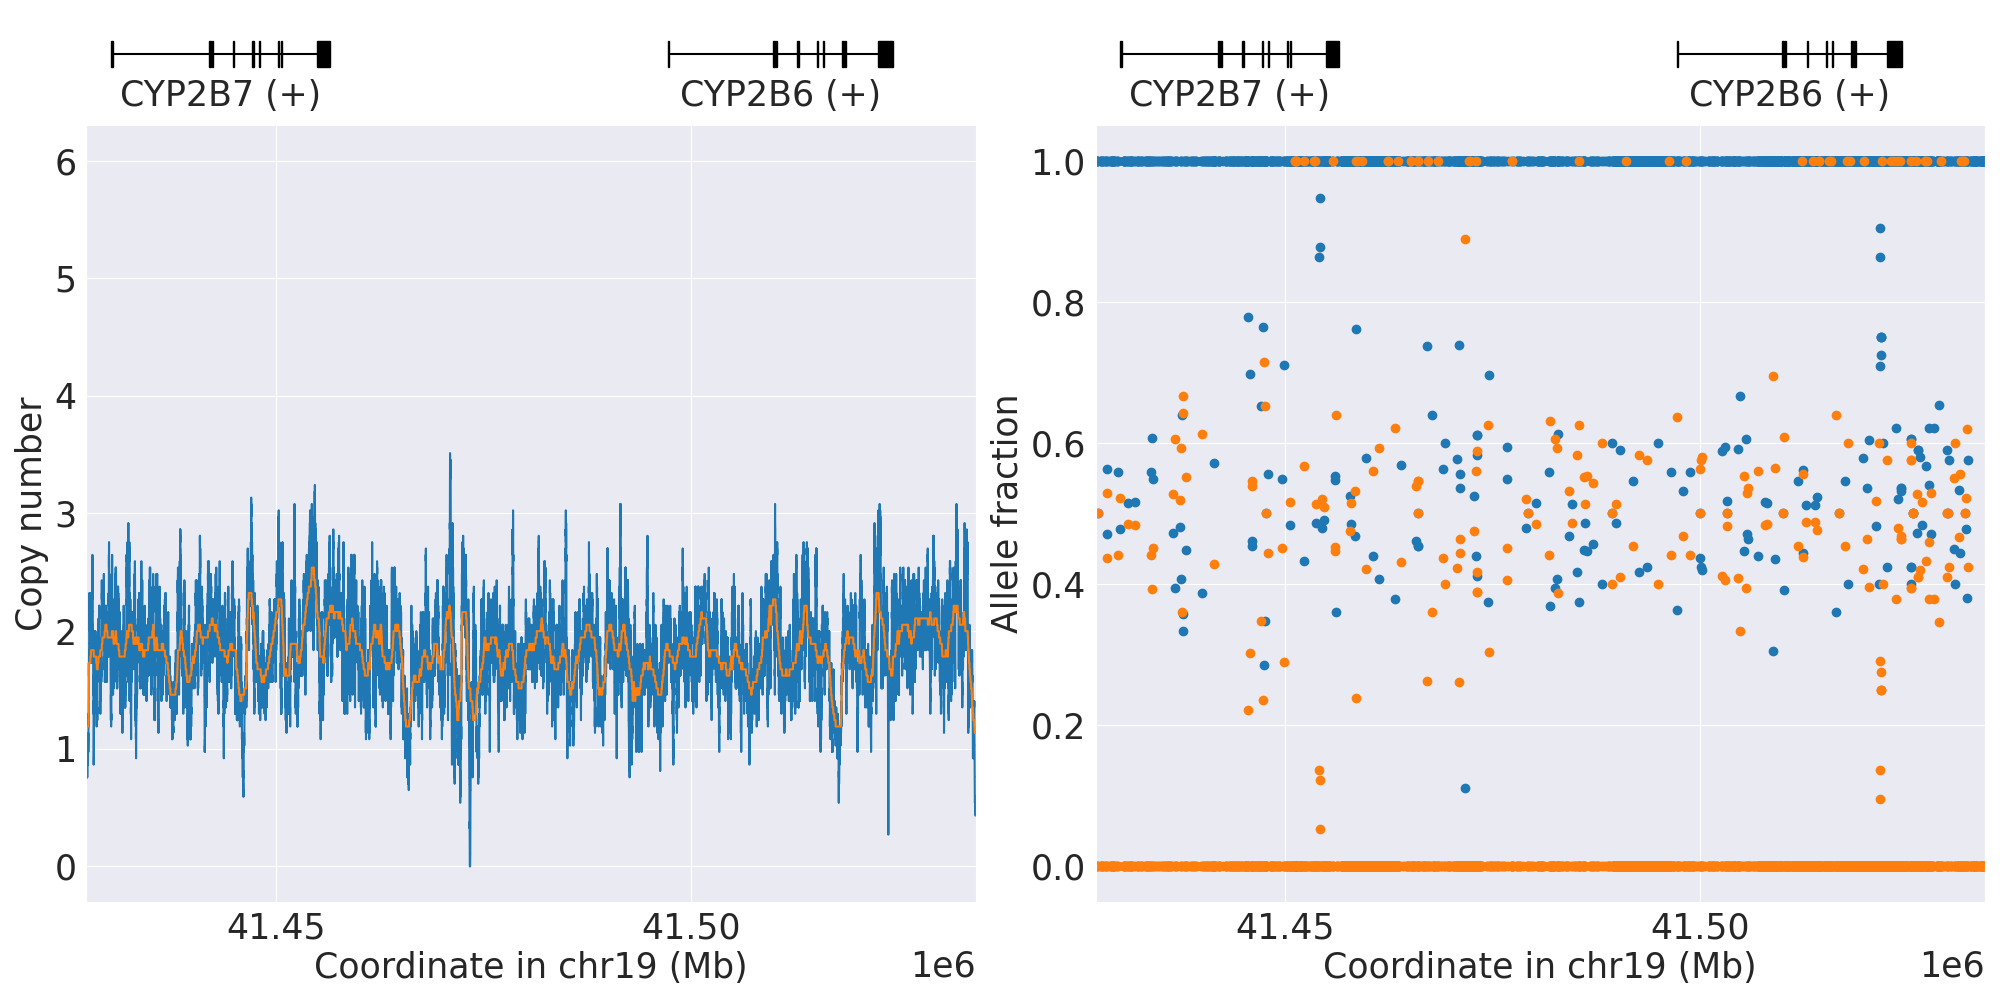 CYP2B7 (+)
CYP2B6 (+)
6
5
4
3
2
1
0
Copy number
41.45
41.50
Coordinate in chr19 (Mb)
1e6
CYP2B7 (+)
CYP2B6 (+)
1.0
0.8
0.6
0.4
0.2
0.0
Allele fraction
41.45
41.50
Coordinate in chr19 (Mb)
1e6